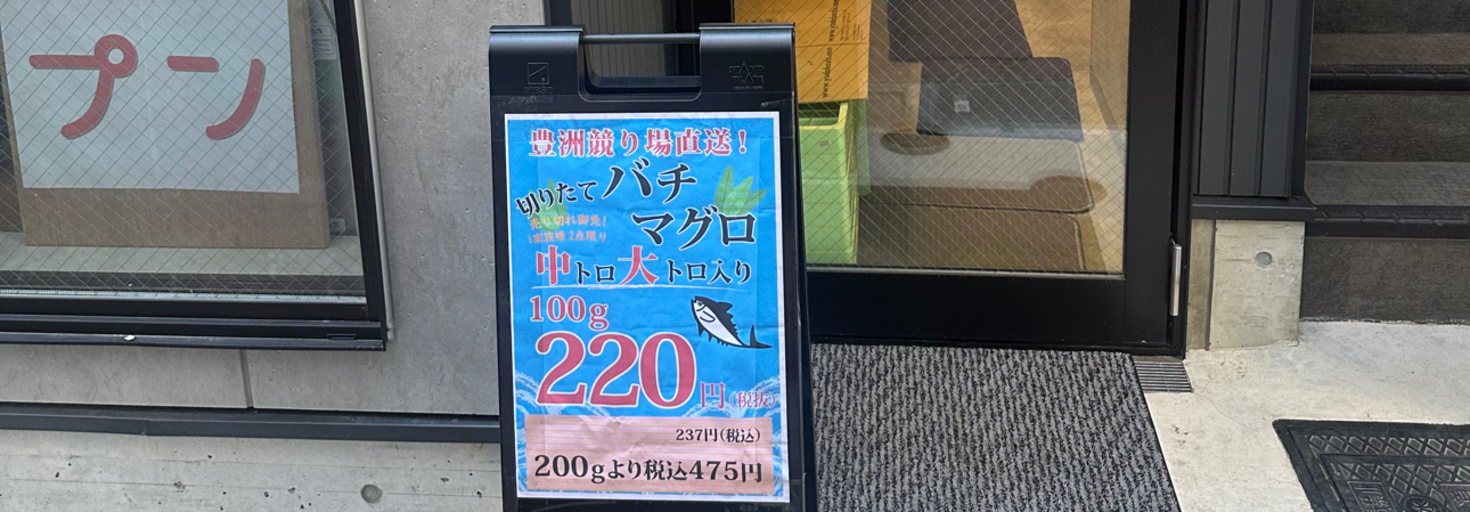 プン
豊洲競り場直送！
切りたて バチ
マグロ
売り切れ御免！
1家族様2点限り
中トロ大トロ入り
100g
220円(税抜)
237円(税込)
200gより税込475円